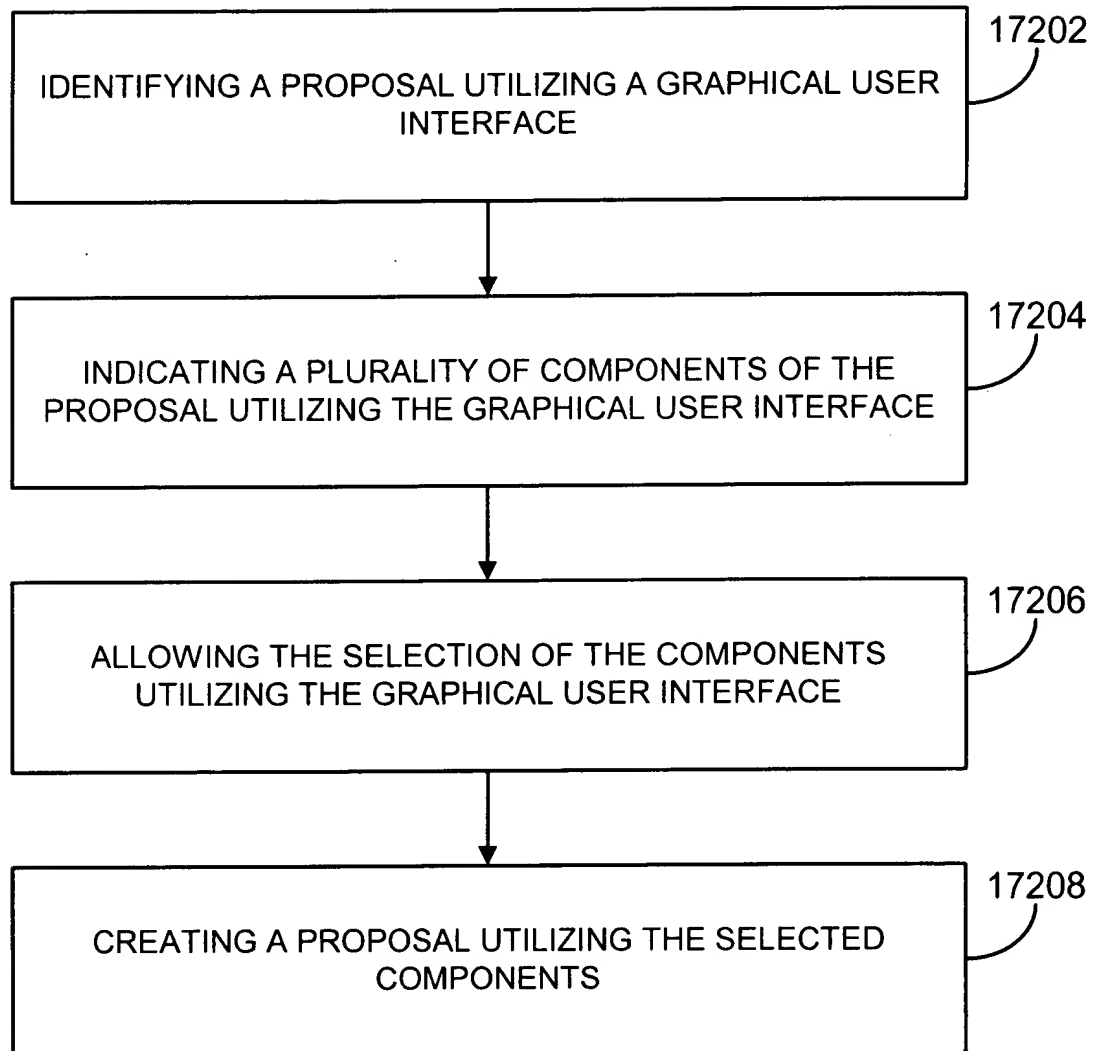 17202
IDENTIFYING A PROPOSAL UTILIZING A GRAPHICAL USER
INTERFACE
17204
INDICATING A PLURALITY OF COMPONENTS OF THE
PROPOSAL UTILIZING THE GRAPHICAL USER INTERFACE
17206
ALLOWING THE SELECTION OF THE COMPONENTS
UTILIZING THE GRAPHICAL USER INTERFACE
17208
CREATING A PROPOSAL UTILIZING THE SELECTED
COMPONENTS